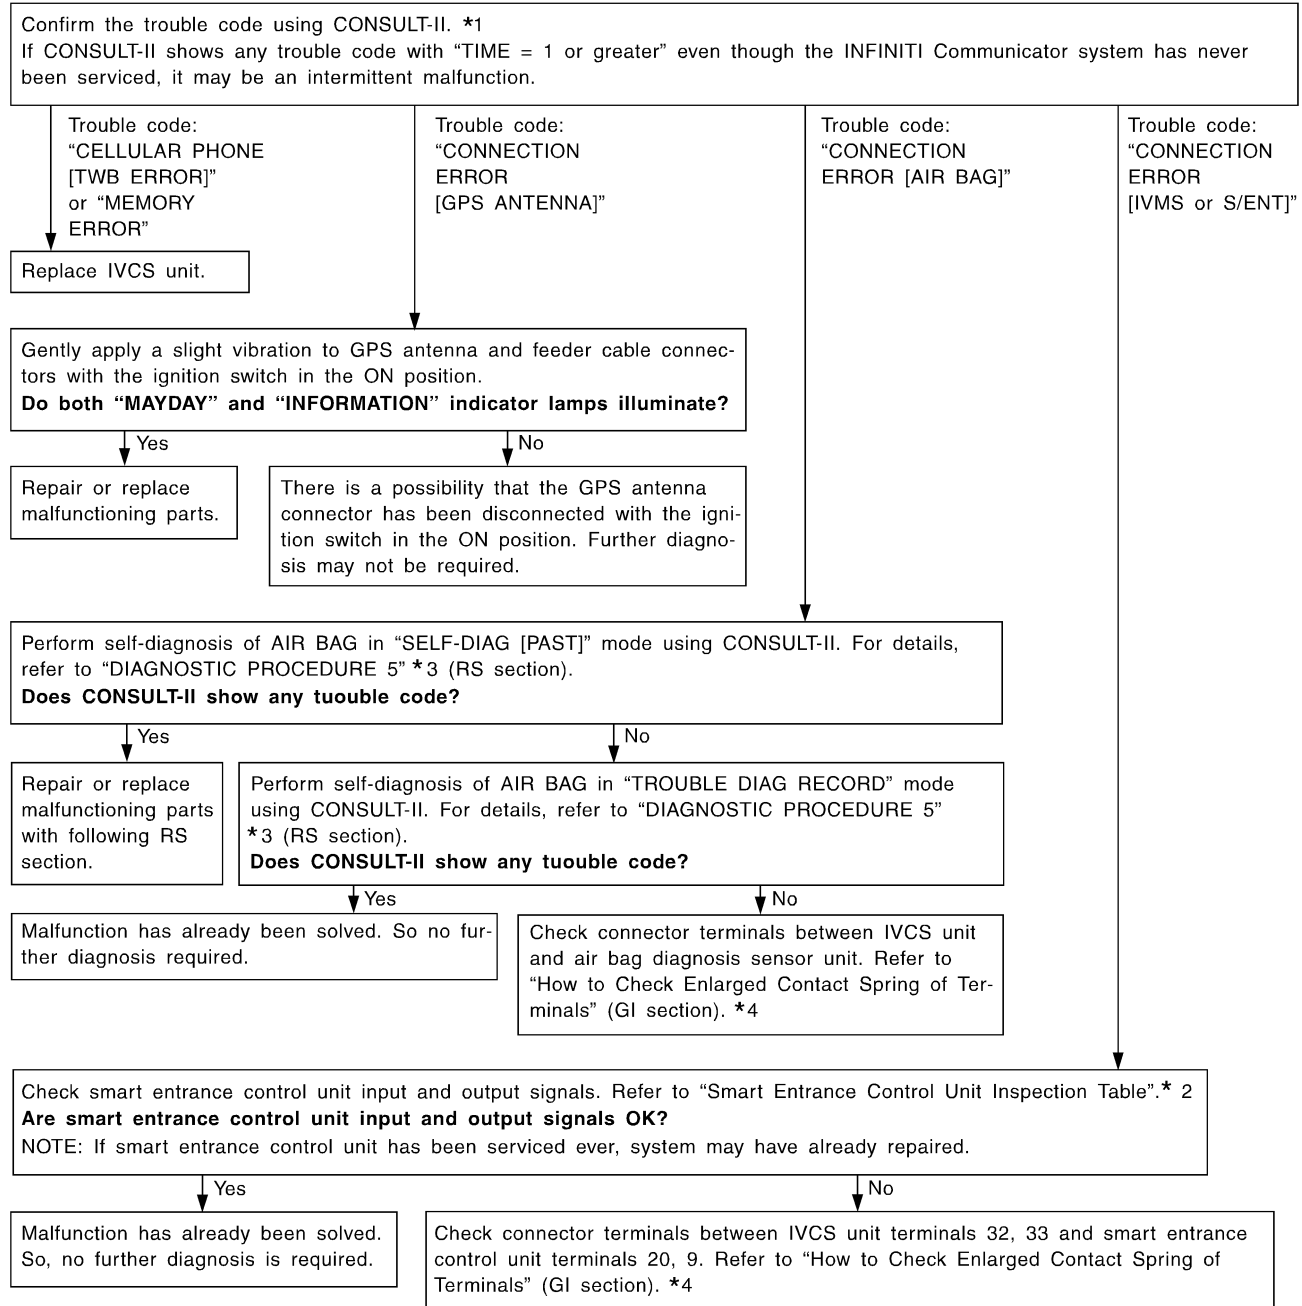 Confirm the trouble code using CONSULT-II. *1
If CONSULT-II shows any trouble code with “TIME = 1 or greater” even though the INFINITI Communicator system has never
been serviced, it may be an intermittent malfunction.
Trouble code:
“CELLULAR PHONE
[TWB ERROR]”
or “MEMORY
ERROR”
Trouble code:
“CONNECTION
ERROR
[GPS ANTENNA]”
Trouble code:
“CONNECTION
ERROR [AIR BAG]”
Trouble code:
“CONNECTION
ERROR
[IVMS or S/ENT]”
Replace IVCS unit.
Gently apply a slight vibration to GPS antenna and feeder cable connec-
tors with the ignition switch in the ON position.
Do both “MAYDAY” and “INFORMATION” indicator lamps illuminate?
Yes
No
Repair or replace
malfunctioning parts.
There is a possibility that the GPS antenna
connector has been disconnected with the igni-
tion switch in the ON position. Further diagno-
sis may not be required.
Perform self-diagnosis of AIR BAG in “SELF-DIAG [PAST]” mode using CONSULT-II. For details,
refer to “DIAGNOSTIC PROCEDURE 5” *3 (RS section).
Does CONSULT-II show any tuouble code?
Yes
No
Repair or replace
malfunctioning parts
with following RS
section.
Perform self-diagnosis of AIR BAG in “TROUBLE DIAG RECORD” mode
using CONSULT-II. For details, refer to “DIAGNOSTIC PROCEDURE 5”
*3 (RS section).
Does CONSULT-II show any tuouble code?
Yes
No
Malfunction has already been solved. So no fur-
ther diagnosis required.
Check connector terminals between IVCS unit
and air bag diagnosis sensor unit. Refer to
“How to Check Enlarged Contact Spring of Ter-
minals” (GI section). *4
Check smart entrance control unit input and output signals. Refer to “Smart Entrance Control Unit Inspection Table”.* 2
Are smart entrance control unit input and output signals OK?
NOTE: If smart entrance control unit has been serviced ever, system may have already repaired.
Yes
No
Malfunction has already been solved.
So, no further diagnosis is required.
Check connector terminals between IVCS unit terminals 32, 33 and smart entrance
control unit terminals 20, 9. Refer to “How to Check Enlarged Contact Spring of
Terminals” (GI section). *4